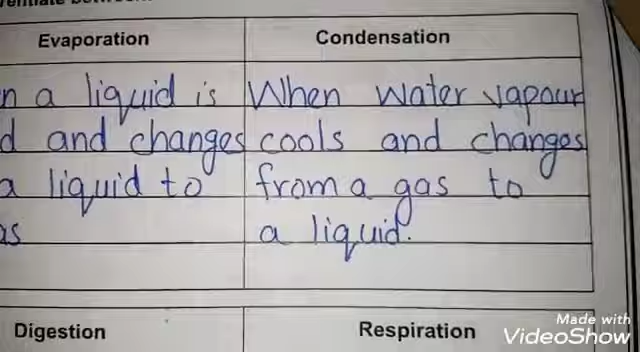 Evaporation Condensation
a liquid is When water vapour
and changes cools and changes
a liquid to from a gas to
a liquid.
Digestion Respiration
Made with
VideoShow